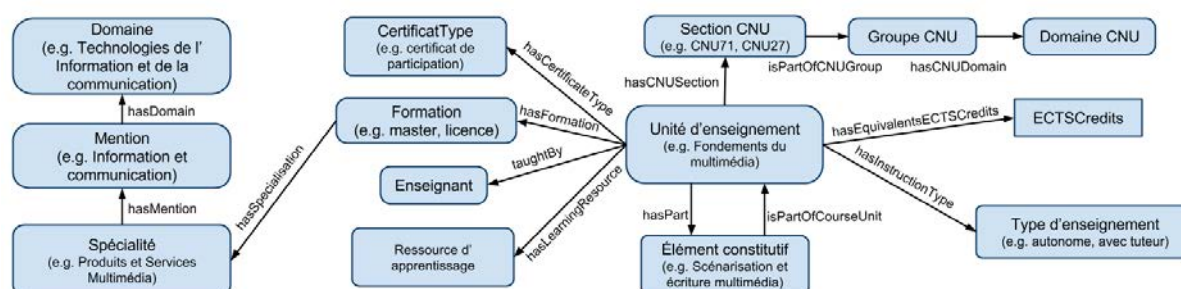 Domaine
(e.g. Technologies de l'
Information et de la
communication)
hasDomain
Mention
(e.g. Information et
communication)
hasMention
Spécialité
(e.g. Produits et Services
Multimédia)
hasSpecialisation
CertificatType
(e.g. certificat de
participation)
hasCertificateType
Formation
(e.g. master, licence)
hasFormation
Enseignant
taughtBy
Ressource d'
apprentissage
hasLearningResource
Section CNU
(e.g. CNU71, CNU27)
isPartOfCNUGroup
Groupe CNU
hasCNUDomain
Domaine CNU
hasCNUSection
Unité d'enseignement
(e.g. Fondements du
multimédia)
hasEquivalentsECTSCredits
ECTSCredits
hasInstructionType
Type d'enseignement
(e.g. autonome, avec tuteur)
hasPart
isPartOfCourseUnit
Élément constitutif
(e.g. Scénarisation et
écriture multimédia)